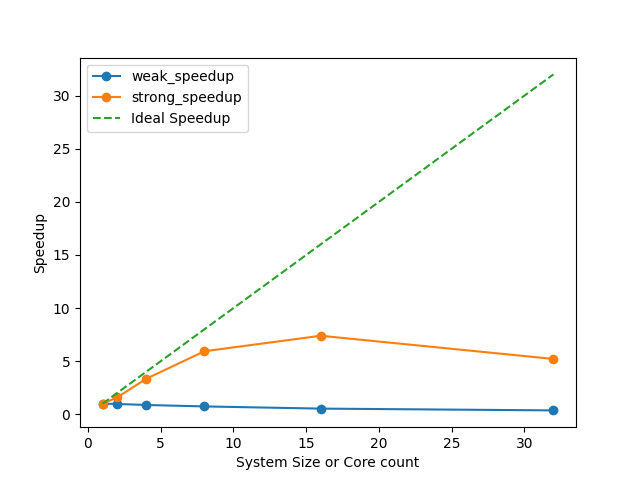 weak_speedup
strong_speedup
Ideal Speedup
30
25
20
15
10
5
0
Speedup
0 5 10 15 20 25 30
System Size or Core count